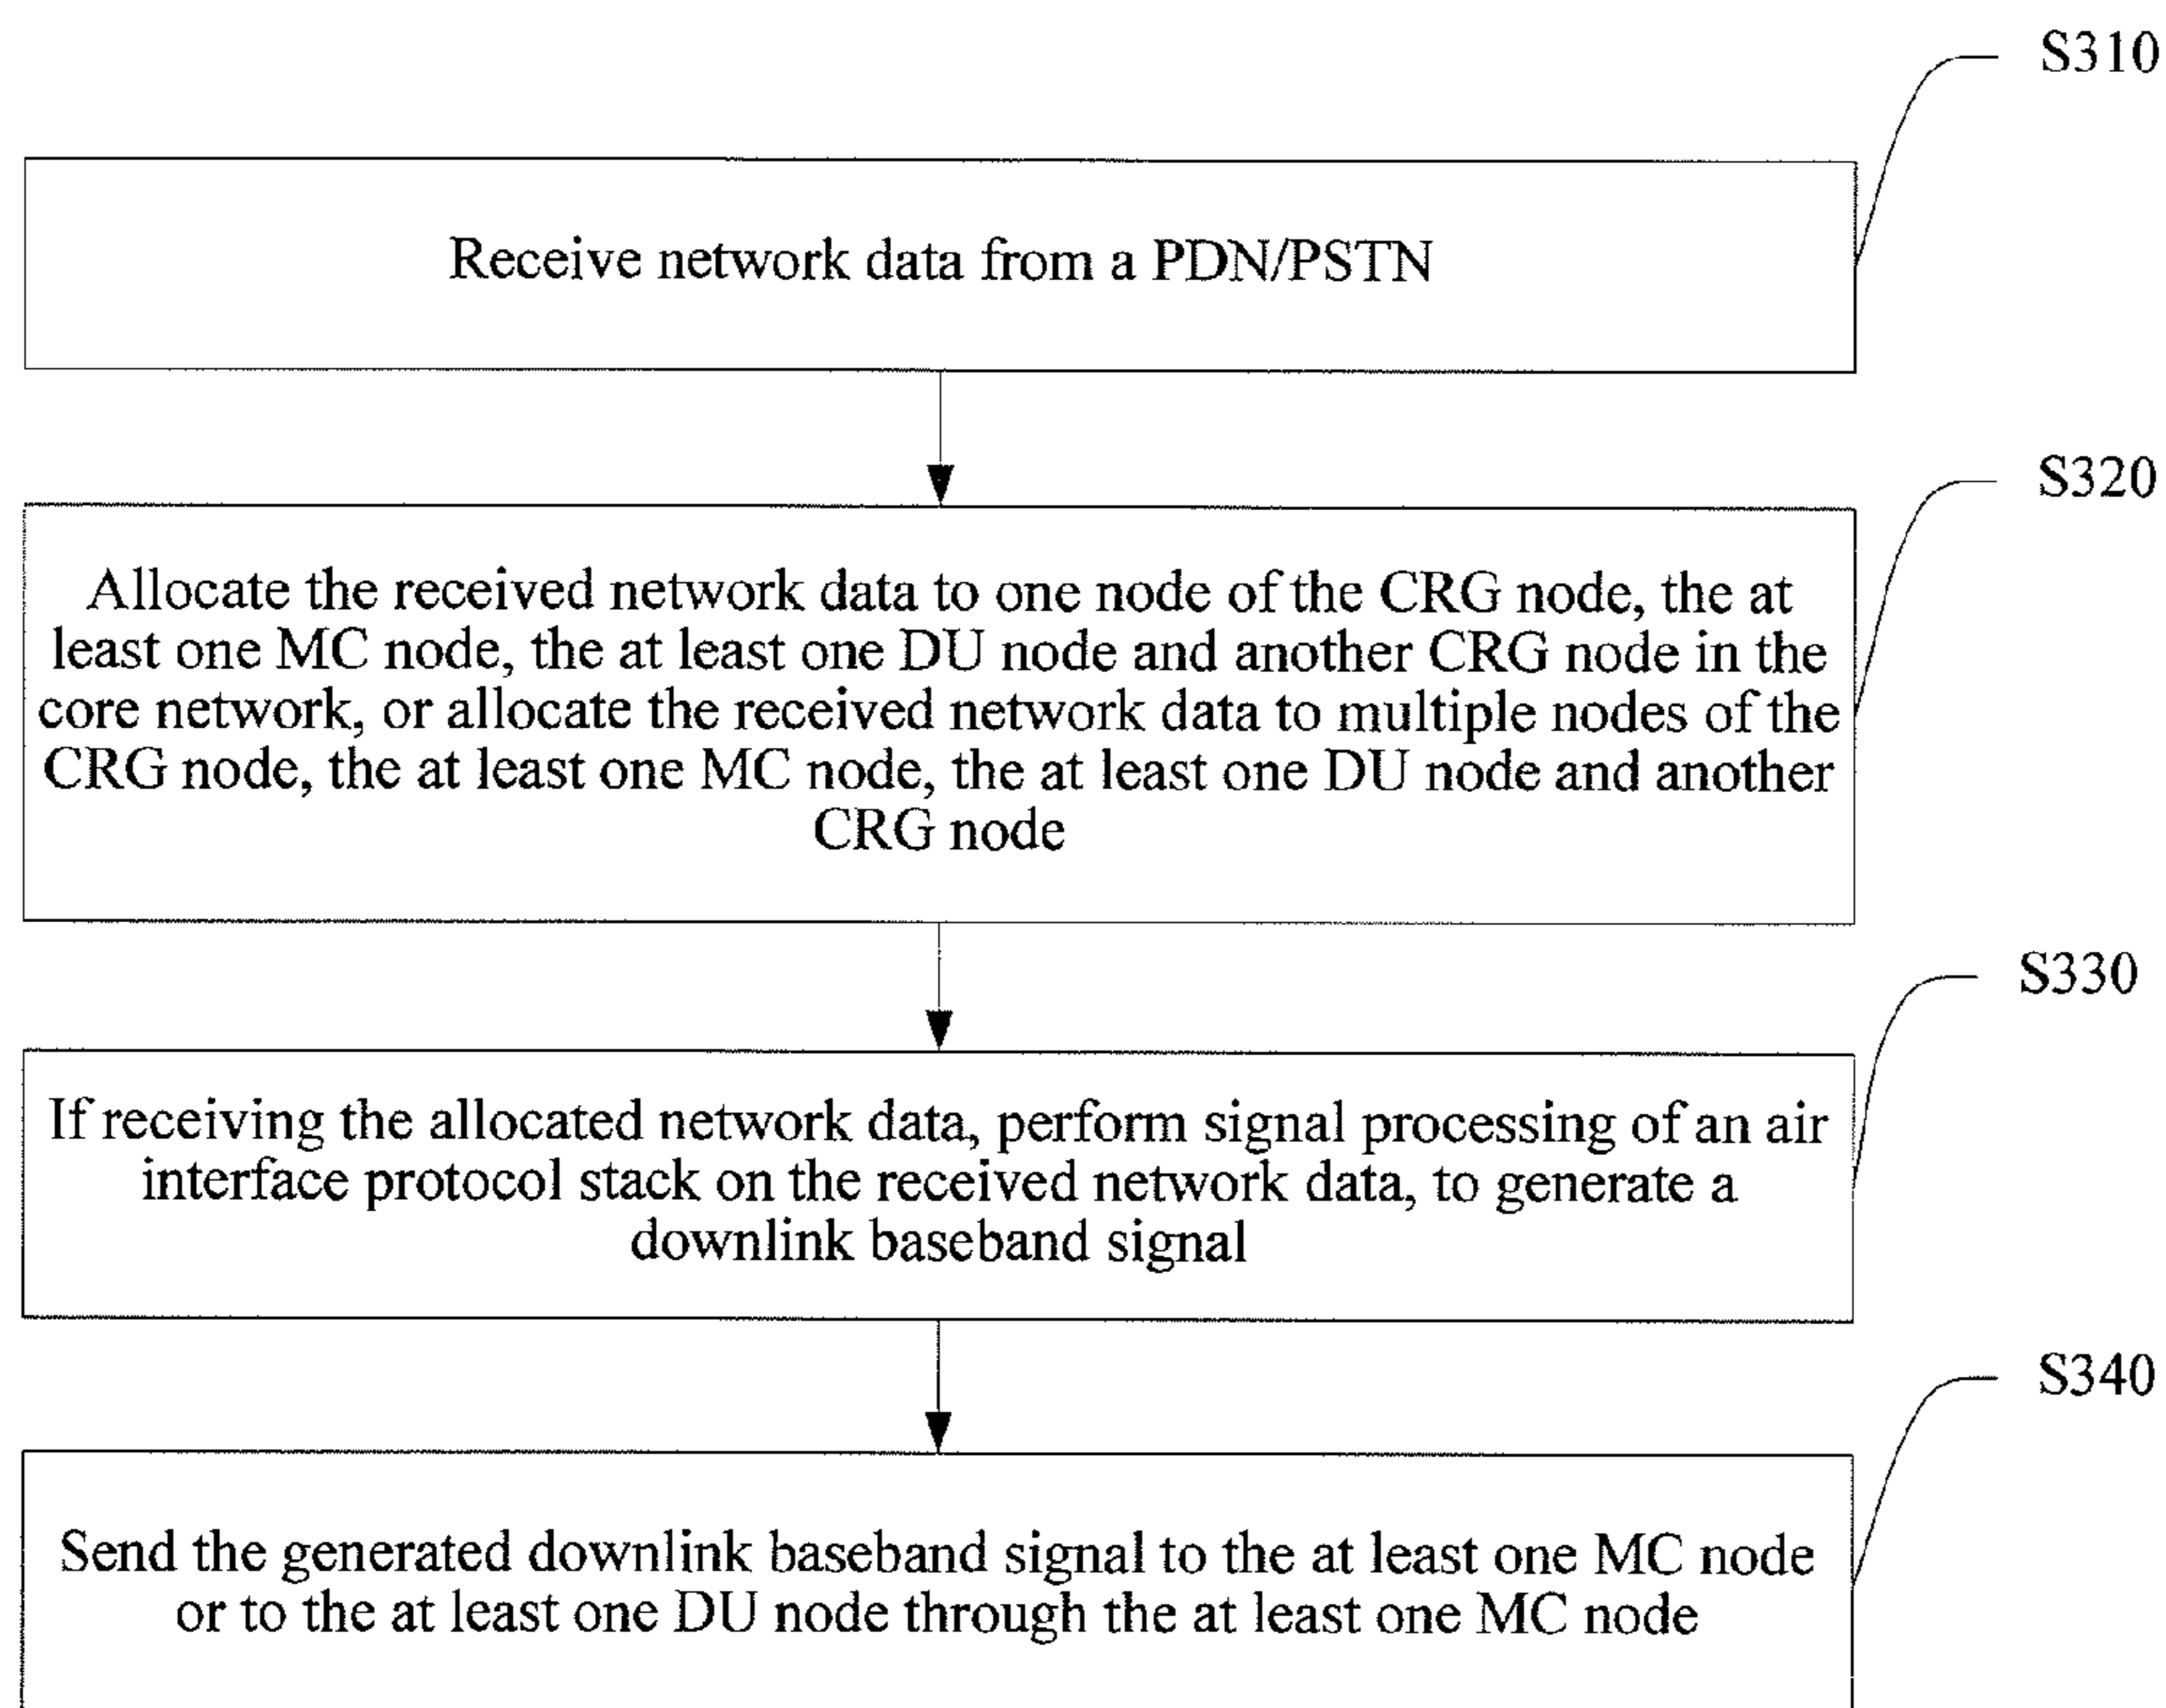 S310
Receive network data from a PDN/PSTN
S320
Allocate the received network data to one node of the CRG node, the at
least one MC node, the at least one DU node and another CRG node in the
core network, or allocate the received network data to multiple nodes of the
CRG node, the at least one MC node, the at least one DU node and another
CRG node
S330
If receiving the allocated network data, perform signal processing of an air
interface protocol stack on the received network data, to generate a
downlink baseband signal
S340
Send the generated downlink baseband signal to the at least one MC node
or to the at least one DU node through the at least one MC node